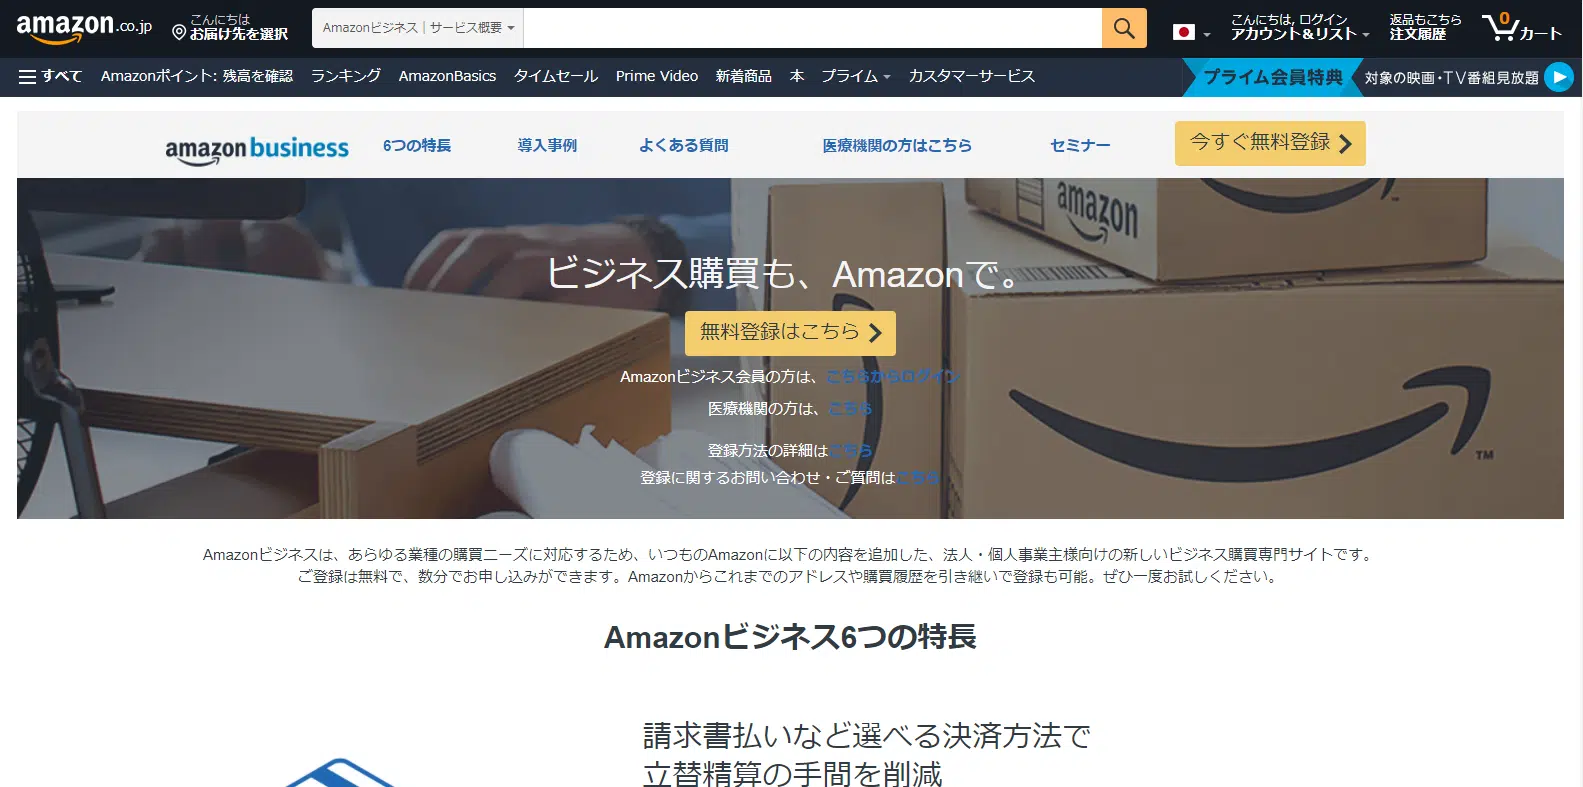 amazon.co.jp
こんにちは
お届け先を選択
Amazonビジネス｜サービス概要
こんにちは, ログイン
アカウント&リスト
返品もこちら
注文履歴
0
カート
すべて Amazonポイント: 残高を確認 ランキング AmazonBasics タイムセール Prime Video 新着商品 本 プライム カスタマーサービス
プライム会員特典 対象の映画・TV番組見放題
amazon business 6つの特長 導入事例 よくある質問 医療機関の方はこちら セミナー 今すぐ無料登録
amazon
ビジネス購買も、Amazonで。
無料登録はこちら
Amazonビジネス会員の方は、こちらからログイン
医療機関の方は、こちら
登録方法の詳細はこちら
登録に関するお問い合わせ・ご質問はこちら
TM
Amazonビジネスは、あらゆる業種の購買ニーズに対応するため、いつものAmazonに以下の内容を追加した、法人・個人事業主様向けの新しいビジネス購買専門サイトです。
ご登録は無料で、数分でお申し込みができます。Amazonからこれまでのアドレスや購買履歴を引き継いで登録も可能。ぜひ一度お試しください。
Amazonビジネス6つの特長
請求書払いなど選べる決済方法で
立替精算の手間を削減